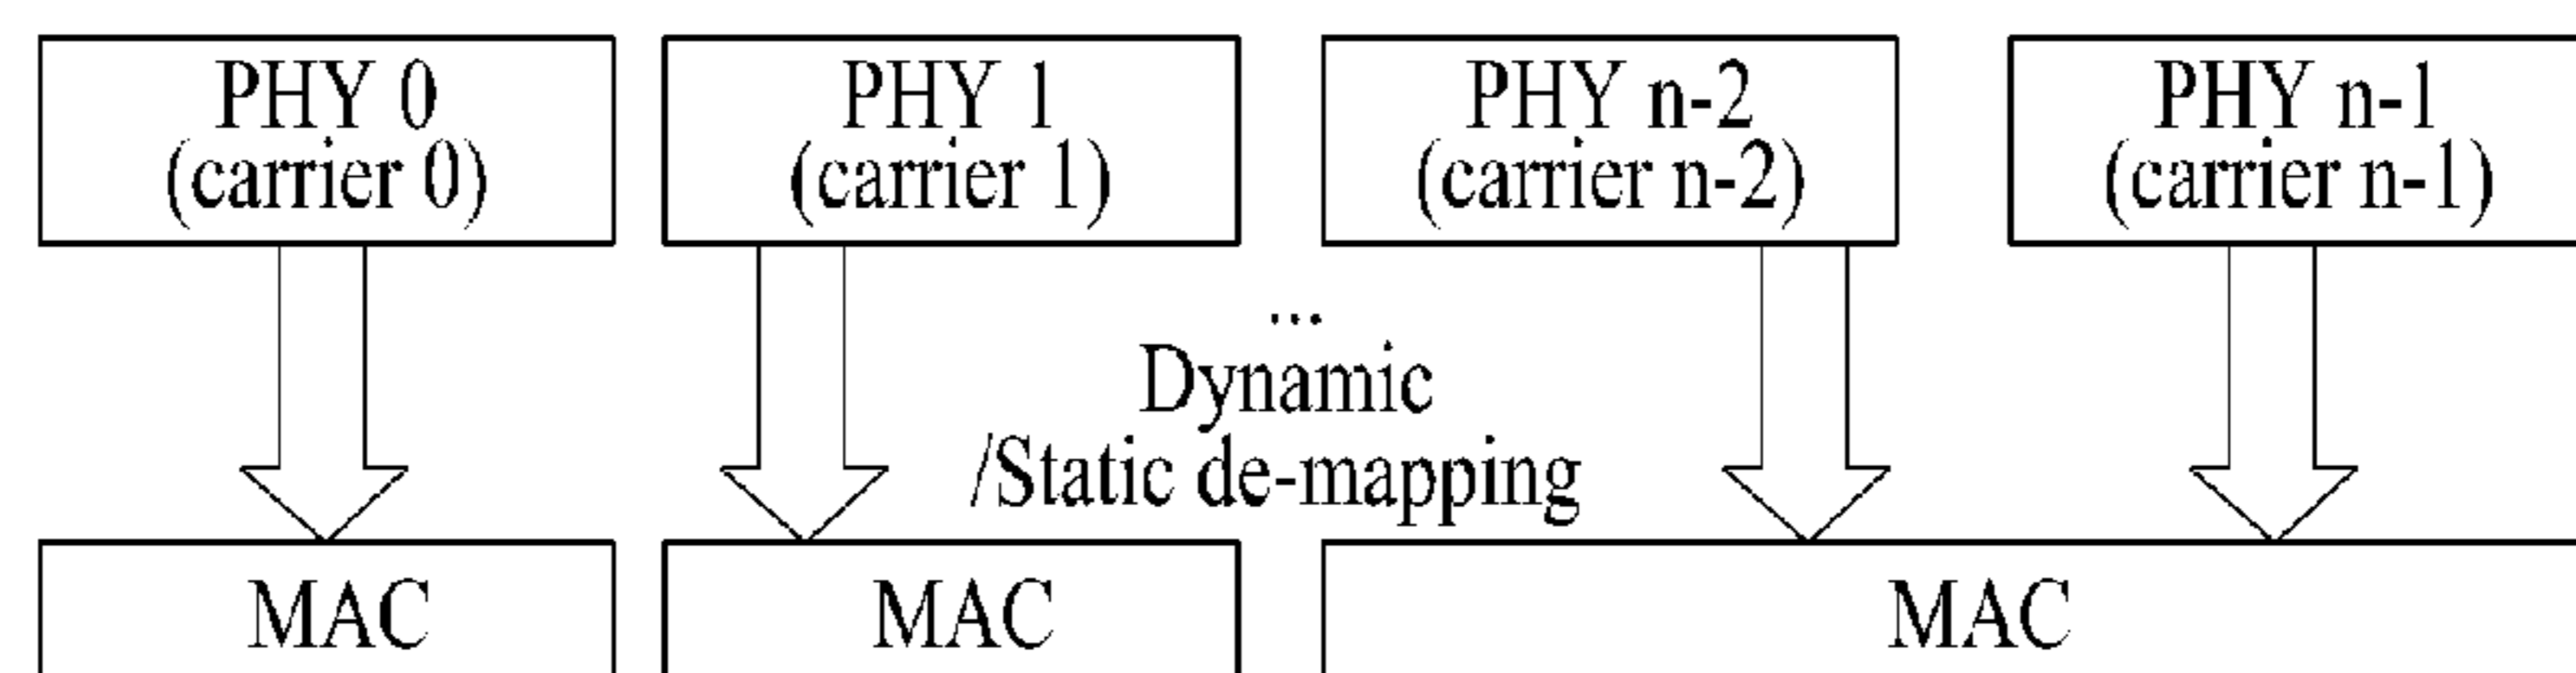 PHY 0
(carrier 0)
PHY 1
(carrier 1)
PHY n-2
(carrier n-2)
PHY n-1
(carrier n-1)
...
Dynamic
/Static de-mapping
MAC
MAC
MAC